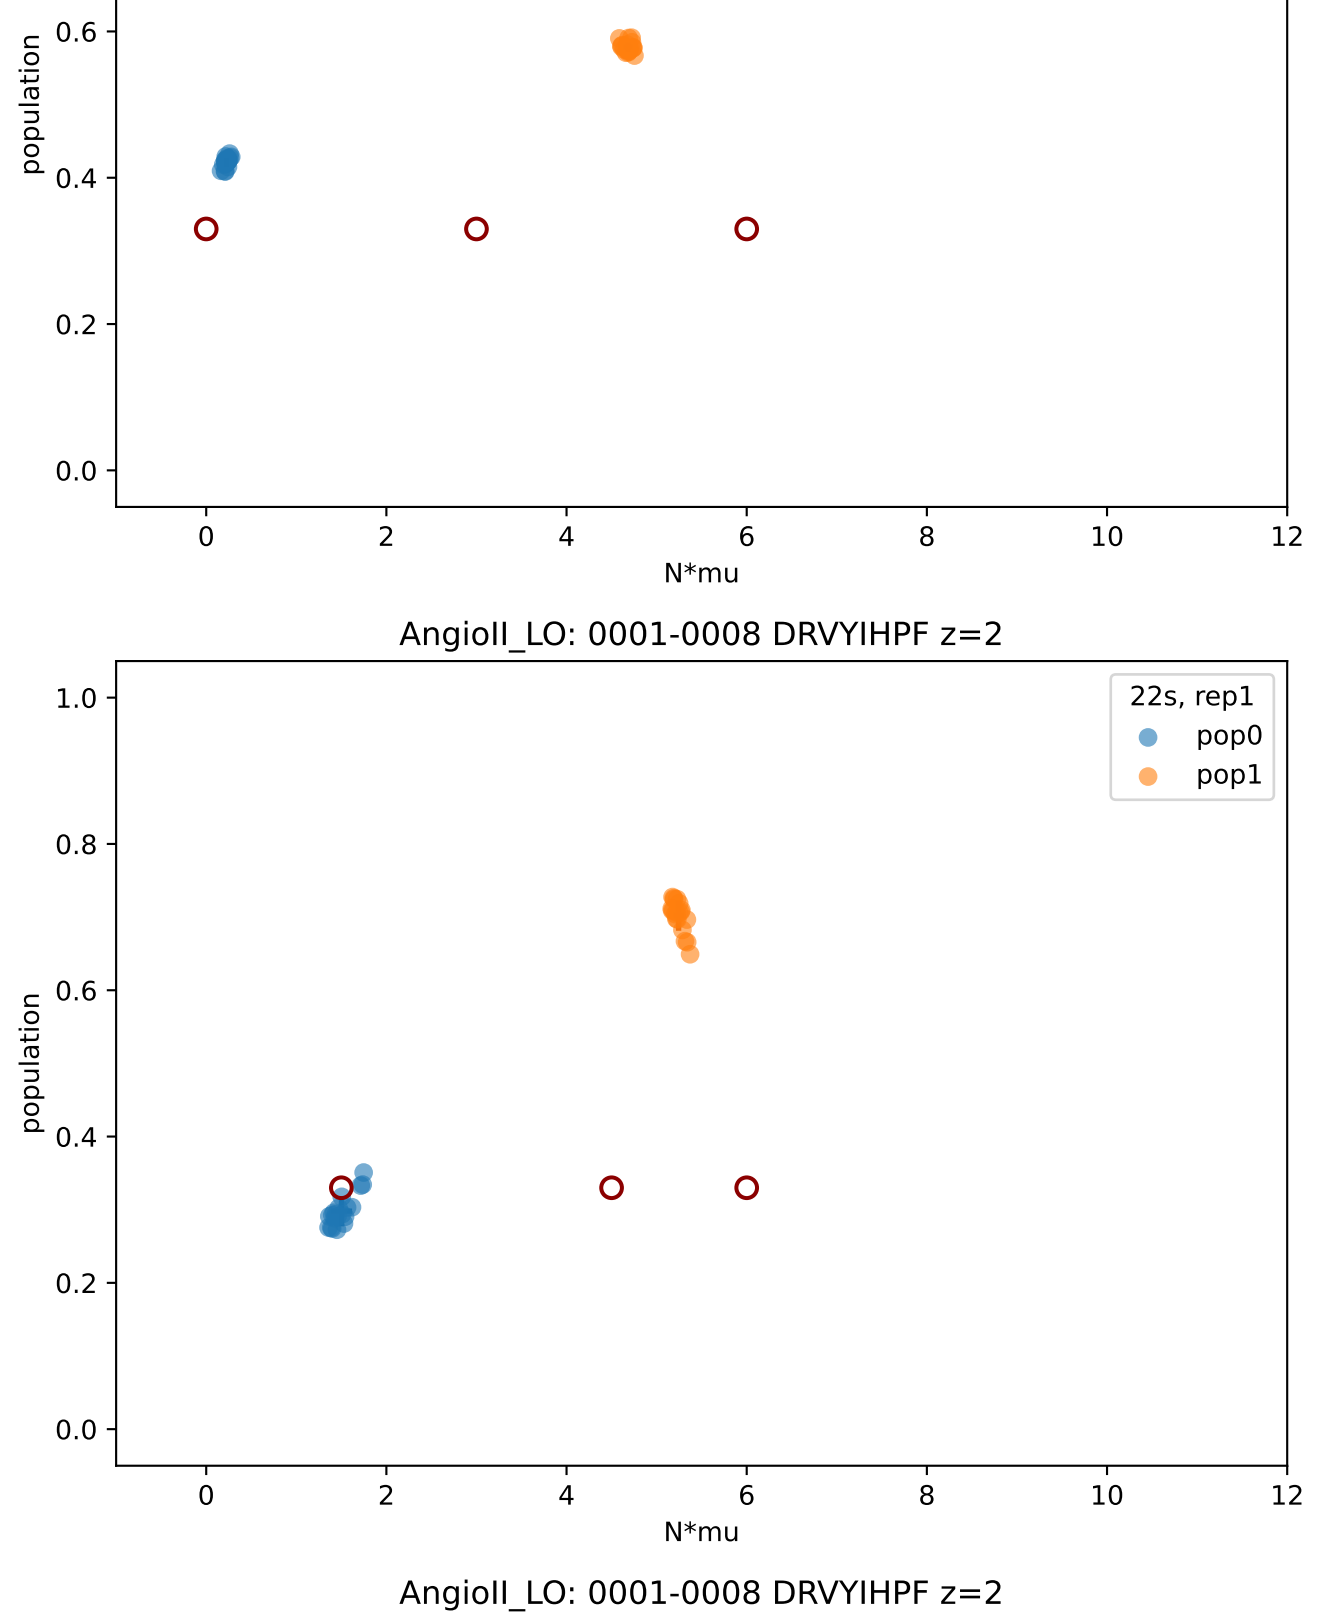 0.6
0.4
0.2
0.0
population
0 2 4 6 8 10 12
N*mu
AngioII_LO: 0001-0008 DRVYIHPF z=2
1.0
0.8
0.6
0.4
0.2
0.0
population
22s, rep1
pop0
pop1
0 2 4 6 8 10 12
N*mu
AngioII_LO: 0001-0008 DRVYIHPF z=2